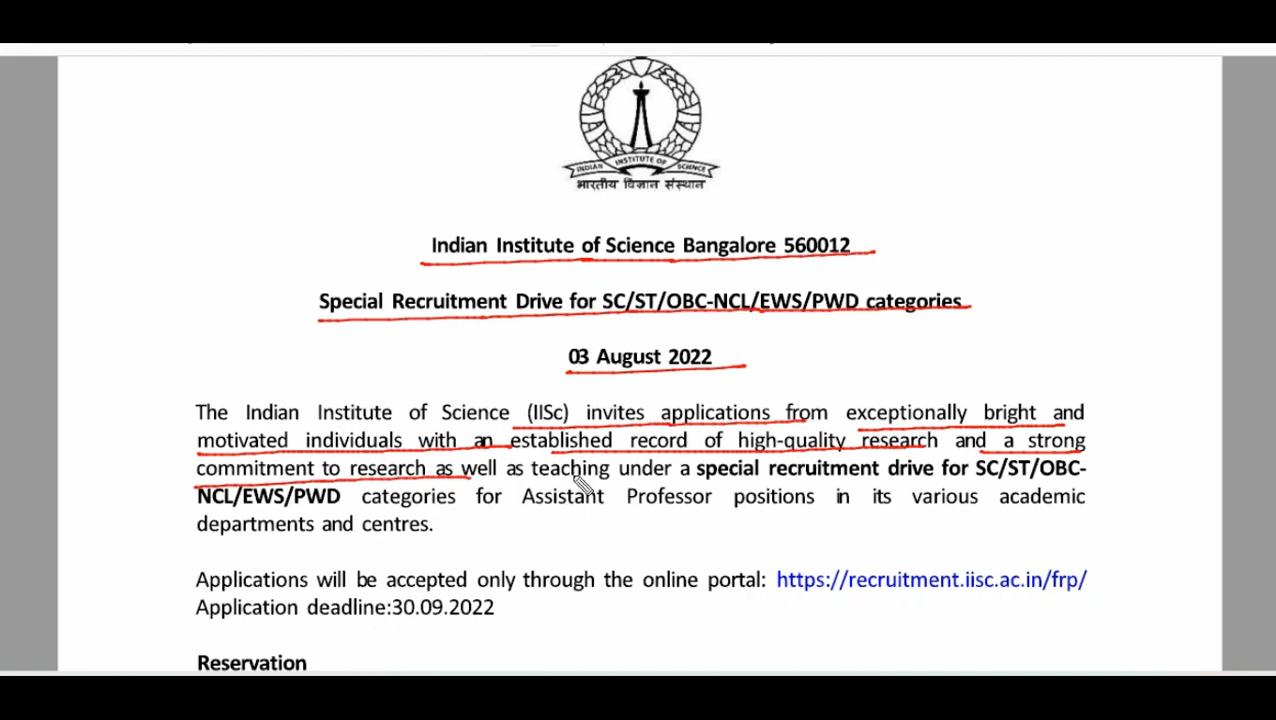 INDIAN INSTITUTE OF SCIENCE
भारतीय विज्ञान संस्थान
Indian Institute of Science Bangalore 560012
Special Recruitment Drive for SC/ST/OBC-NCL/EWS/PWD categories
03 August 2022
The Indian Institute of Science (IISc) invites applications from exceptionally bright and
motivated individuals with an established record of high-quality research and a strong
commitment to research as well as teaching under a special recruitment drive for SC/ST/OBC-
NCL/EWS/PWD categories for Assistant Professor positions in its various academic
departments and centres.
Applications will be accepted only through the online portal: https://recruitment.iisc.ac.in/frp/
Application deadline:30.09.2022
Reservation